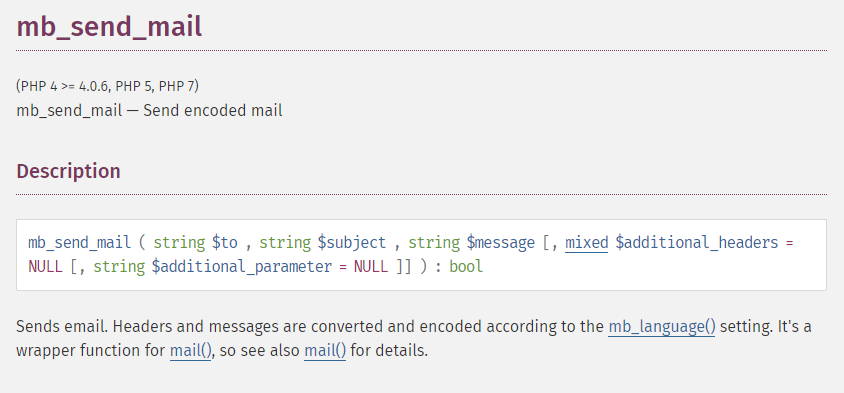 mb_send_mail
(PHP 4 >= 4.0.6, PHP 5, PHP 7)
mb_send_mail — Send encoded mail
Description
mb_send_mail ( string $to , string $subject , string $message [, mixed $additional_headers =
NULL [, string $additional_parameter = NULL ]] ) : bool
Sends email. Headers and messages are converted and encoded according to the mb_language() setting. It's a
wrapper function for mail(), so see also mail() for details.